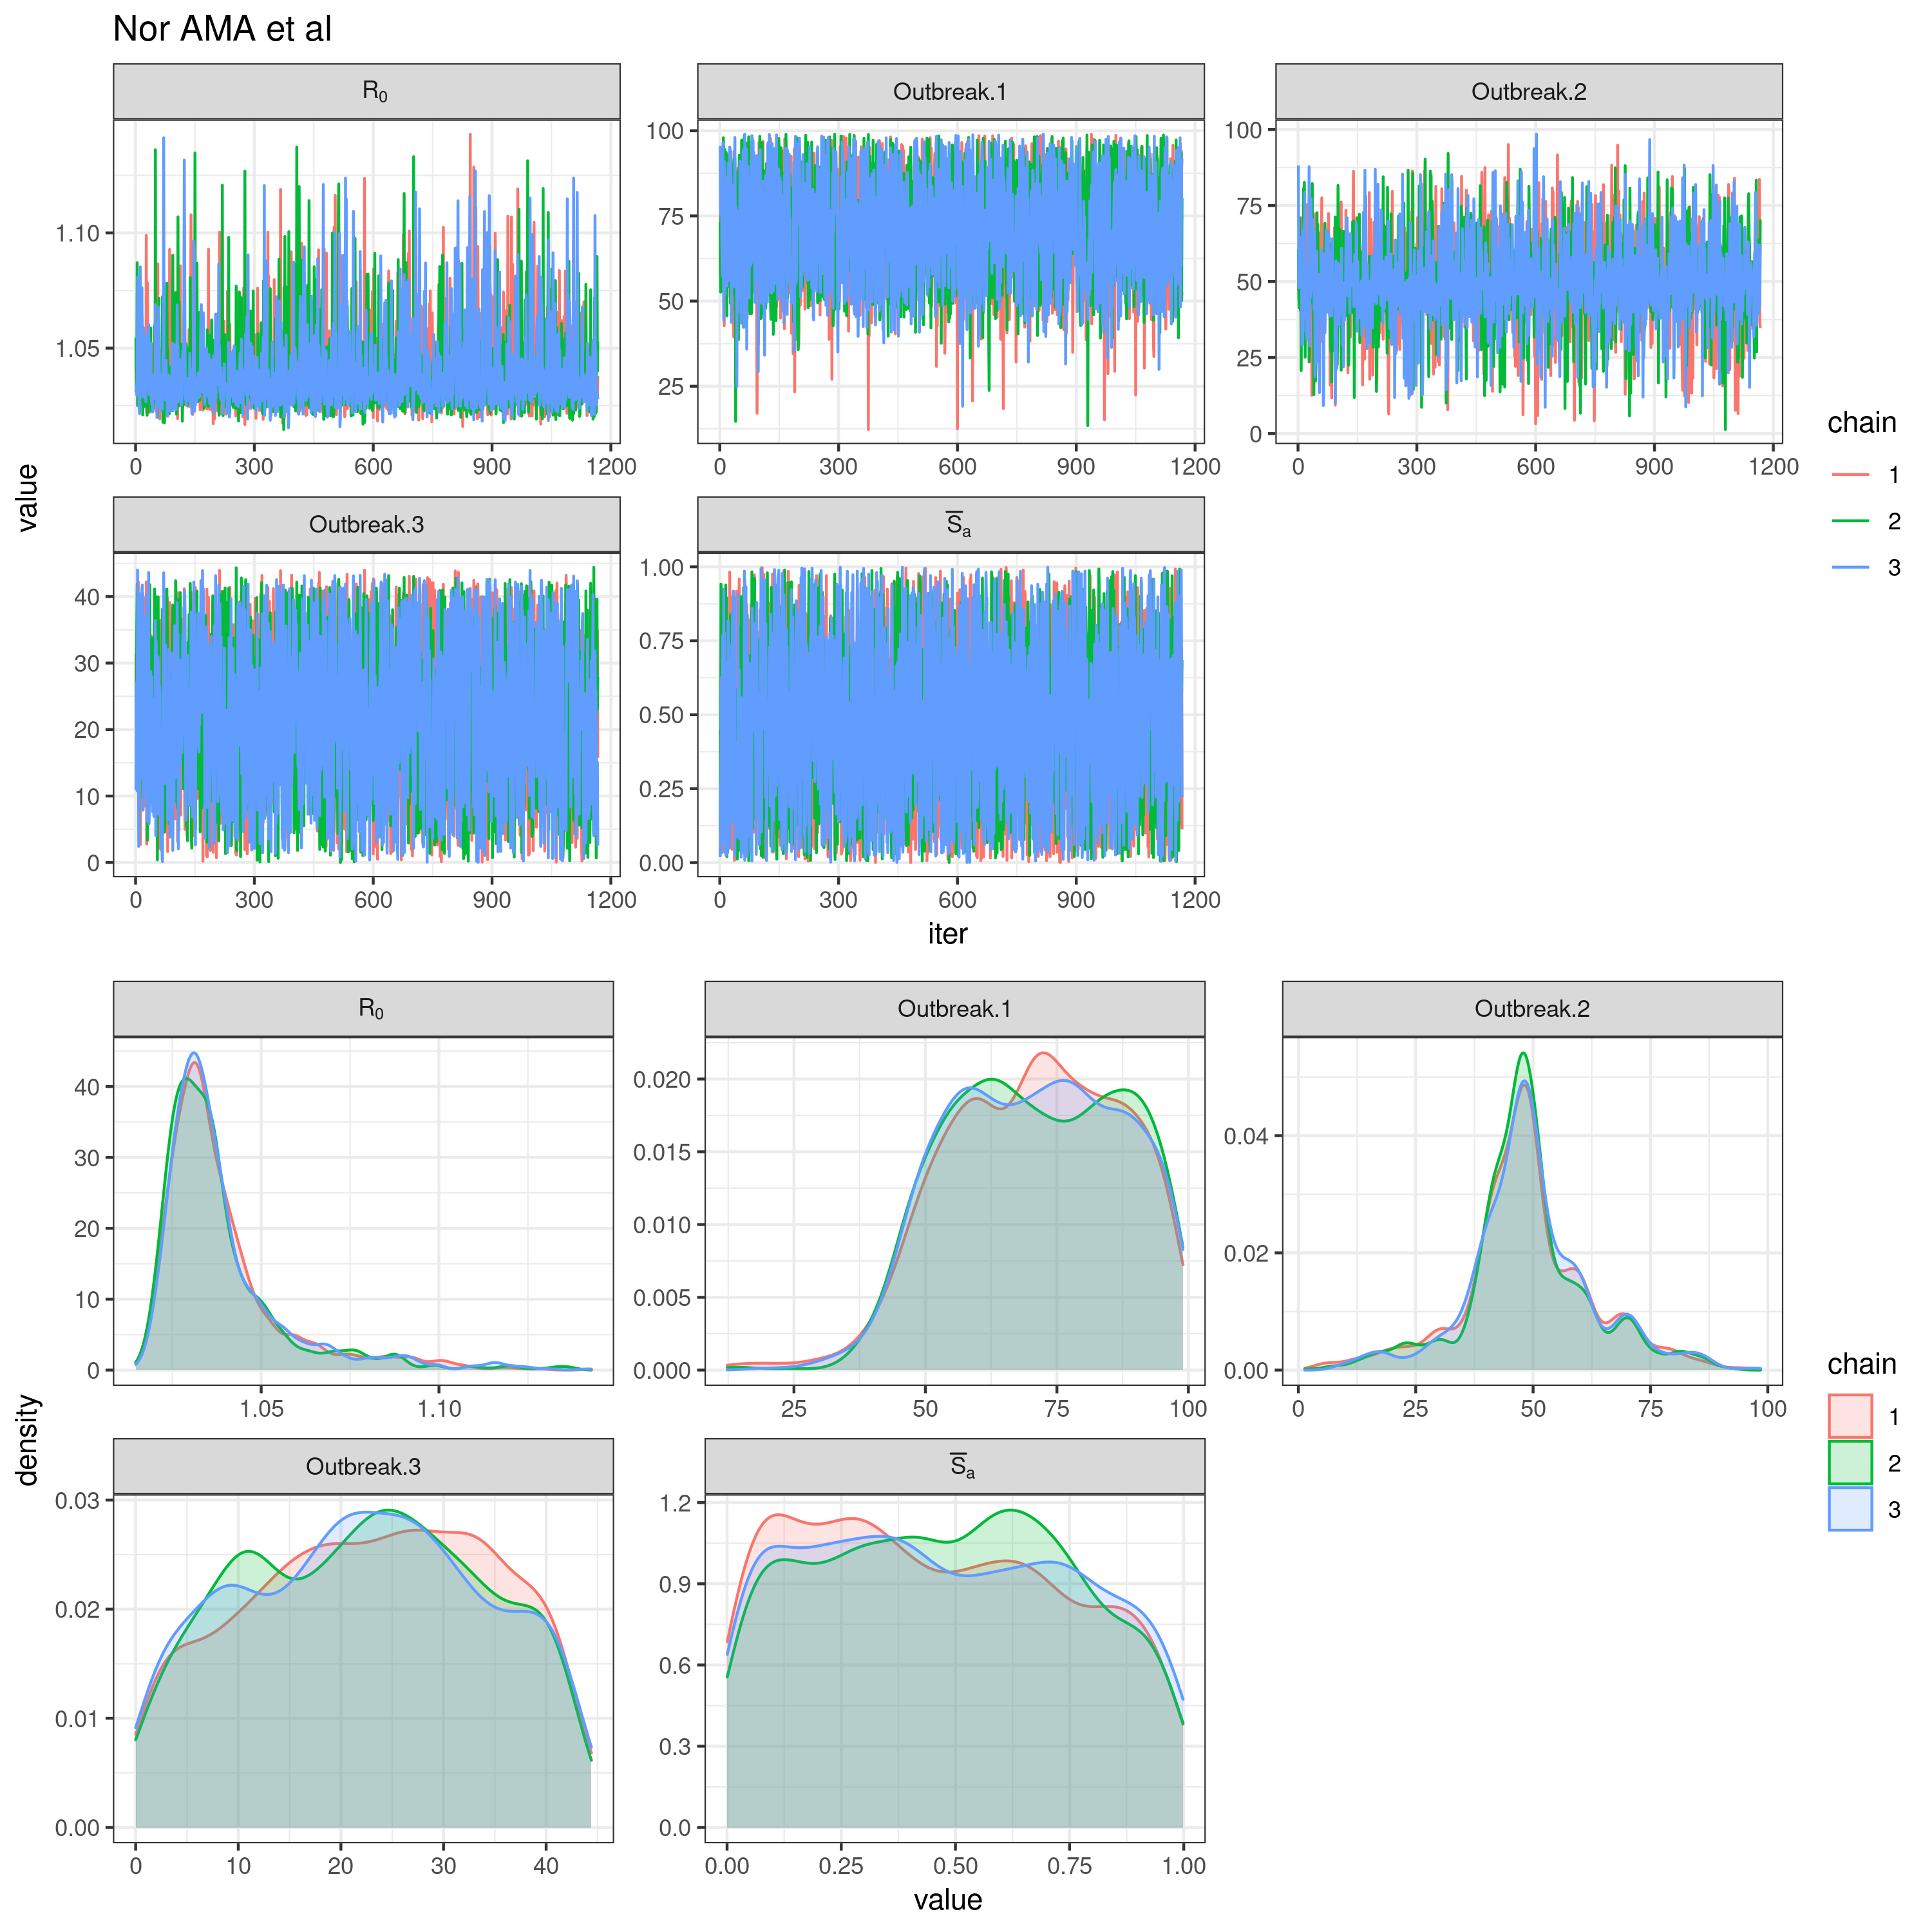 Nor AMA et al
R₀ Outbreak.1 Outbreak.2
1.10
1.05
100
75
50
25
100
75
50
25
0
0 300 600 900 1200
0 300 600 900 1200
0 300 600 900 1200
value
Outbreak.3 S̅ₐ
40
30
20
10
0
1.00
0.75
0.50
0.25
0.00
0 300 600 900 1200
0 300 600 900 1200
iter
chain
1
2
3
R₀ Outbreak.1 Outbreak.2
40
30
20
10
0
0.020
0.015
0.010
0.005
0.000
0.04
0.02
0.00
1.05 1.10
25 50 75 100
0 25 50 75 100
density
Outbreak.3 S̅ₐ
0.03
0.02
0.01
0.00
1.2
0.9
0.6
0.3
0.0
0 10 20 30 40
0.00 0.25 0.50 0.75 1.00
value
chain
1
2
3